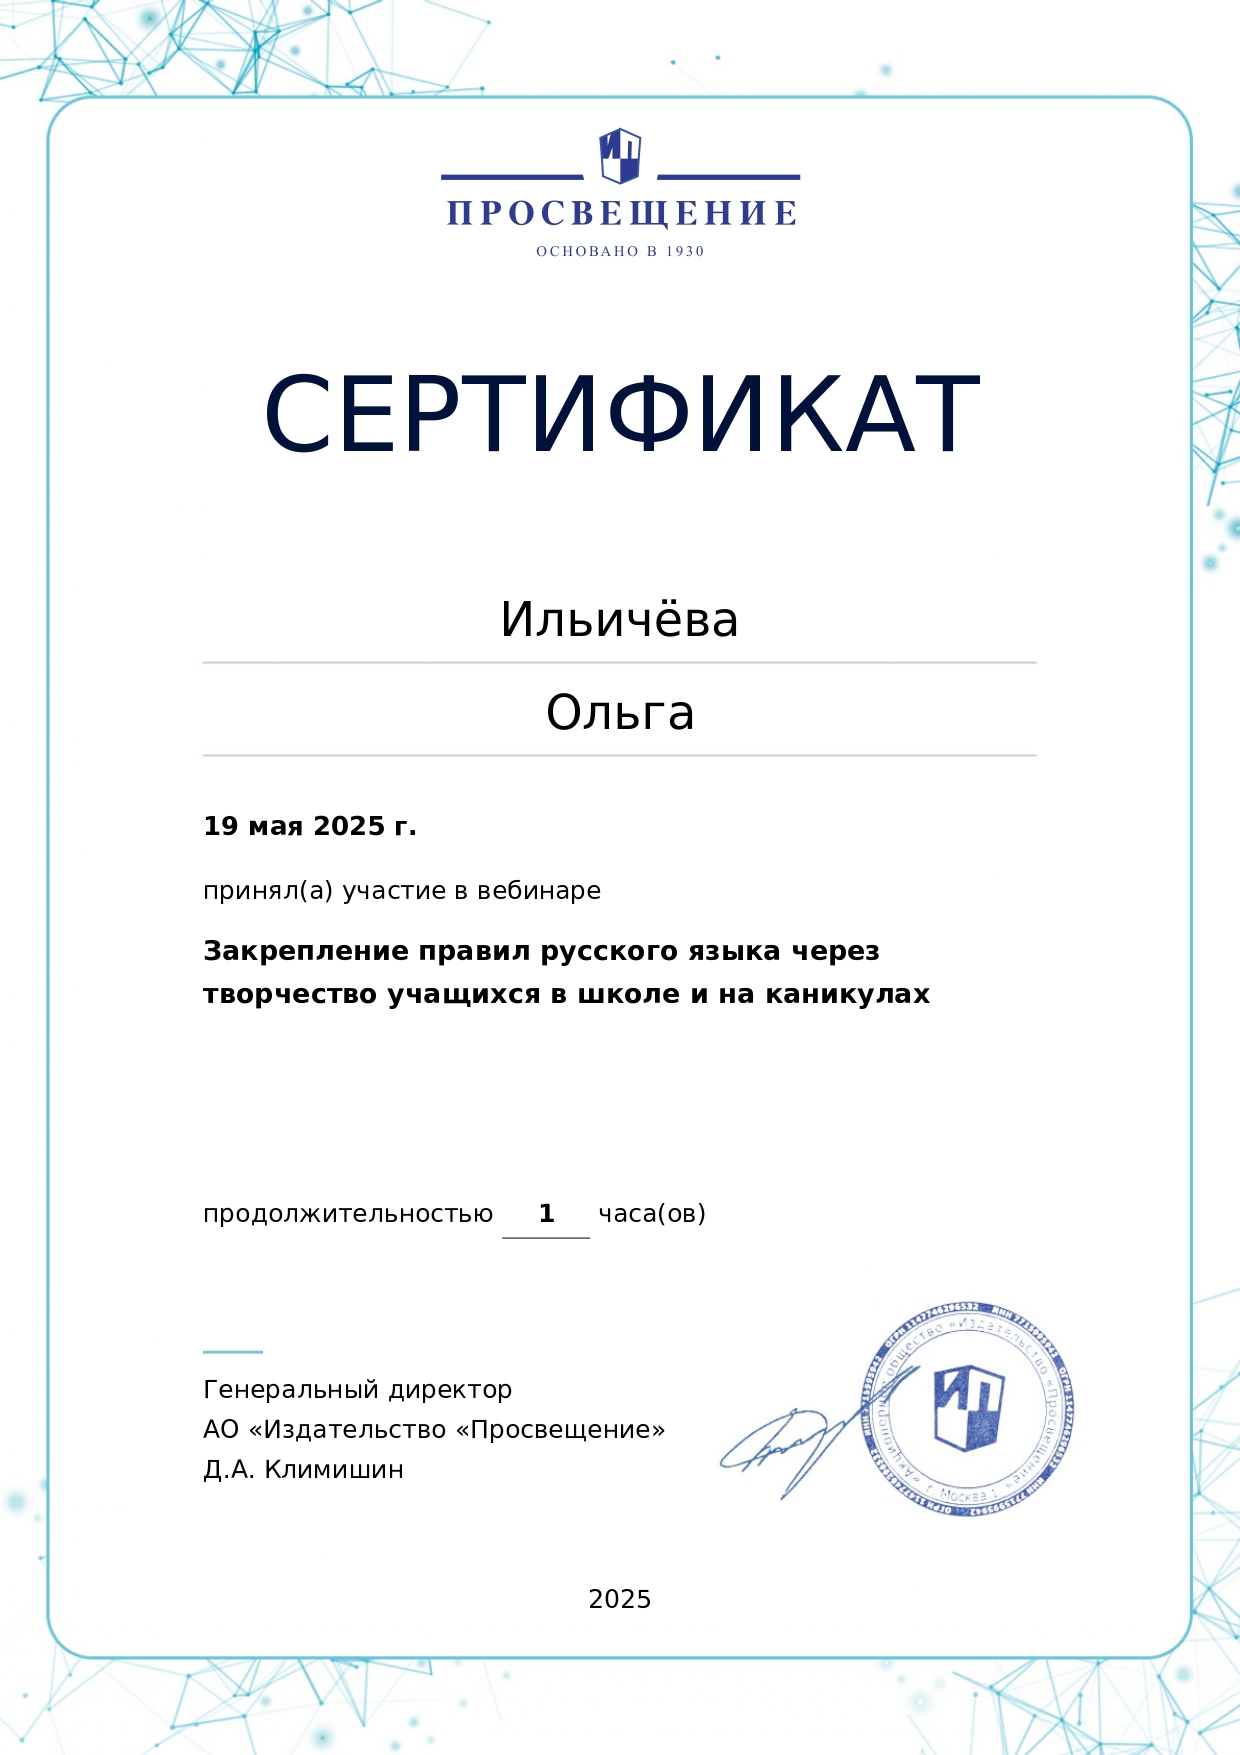 ИП
ПРОСВЕЩЕНИЕ
ОСНОВАНО В 1930
СЕРТИФИКАТ
Ильичёва
Ольга
19 мая 2025 г.
принял(а) участие в вебинаре
Закрепление правил русского языка через
творчество учащихся в школе и на каникулах
продолжительностью 1 часа(ов)
Генеральный директор
АО «Издательство «Просвещение»
Д.А. Климишин
«Акционерное общество «Издательство «Просвещение»
г. Москва
ИП
2025